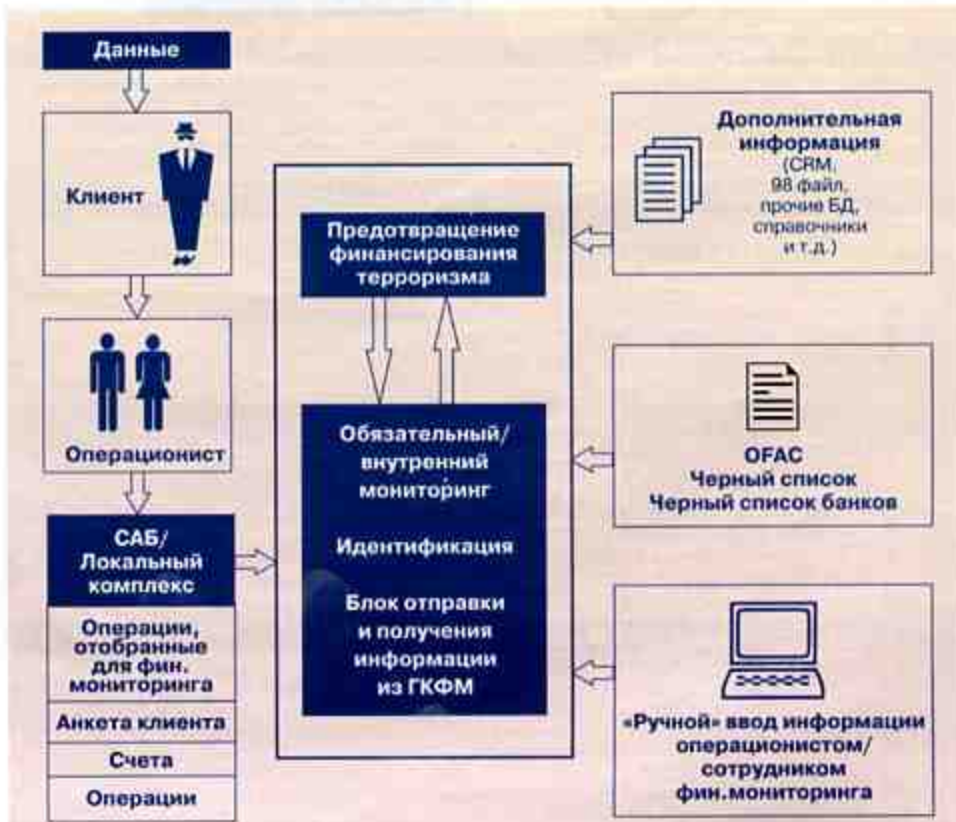 Данные
Клиент
Операционист
САБ/
Локальный
комплекс
Операции,
отобранные
для фин.
мониторинга
Анкета клиента
Счета
Операции
Предотвращение
финансирования
терроризма
Обязательный/
внутренний
мониторинг
Идентификация
Блок отправки
и получения
информации
из ГКФМ
Дополнительная
информация
(CRM,
98 файл,
прочие БД,
справочники
и т.д.)
OFAC
Черный список
Черный список банков
«Ручной» ввод информации
операционистом/
сотрудником
фин.мониторинга